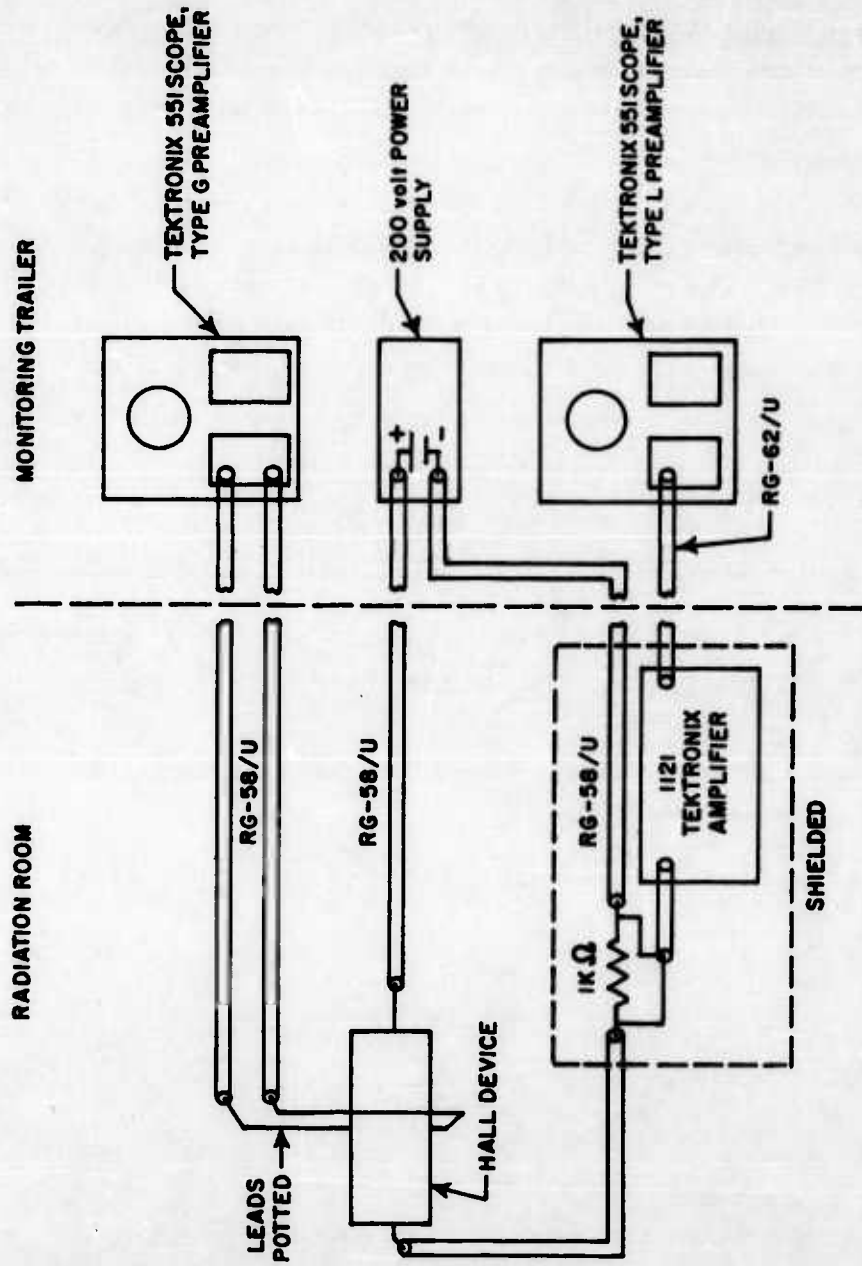 RADIATION ROOM
MONITORING TRAILER
TEKTRONIX 551 SCOPE,
TYPE G PREAMPLIFIER
RG-58/U
LEADS
POTTED
RG-58/U
200 volt POWER
SUPPLY
+
-
HALL DEVICE
TEKTRONIX 551 SCOPE,
TYPE L PREAMPLIFIER
RG-58/U
1K Ω
1121
TEKTRONIX
AMPLIFIER
RG-62/U
SHIELDED